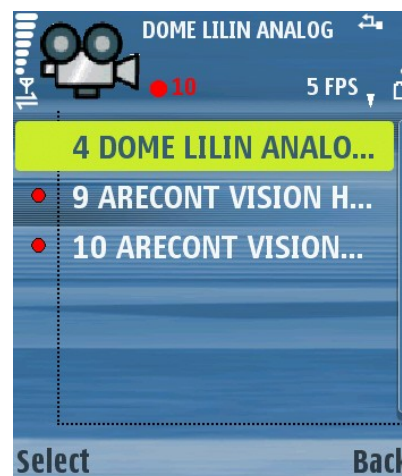 DOME LILIN ANALOG
10
5 FPS
4 DOME LILIN ANALO...
9 ARECONT VISION H...
10 ARECONT VISION...
Select
Back